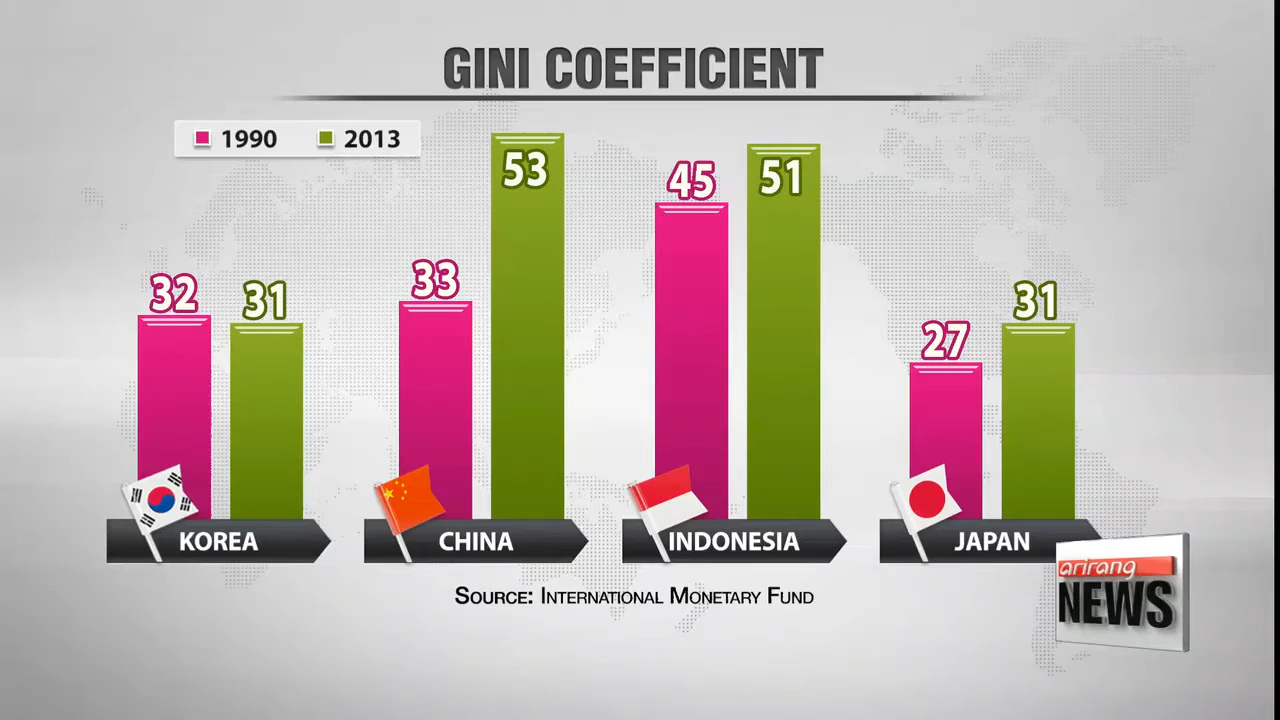 GINI COEFFICIENT
1990 2013
32 31 33 53 45 51 27 31
KOREA CHINA INDONESIA JAPAN
SOURCE: INTERNATIONAL MONETARY FUND
arirang
NEWS